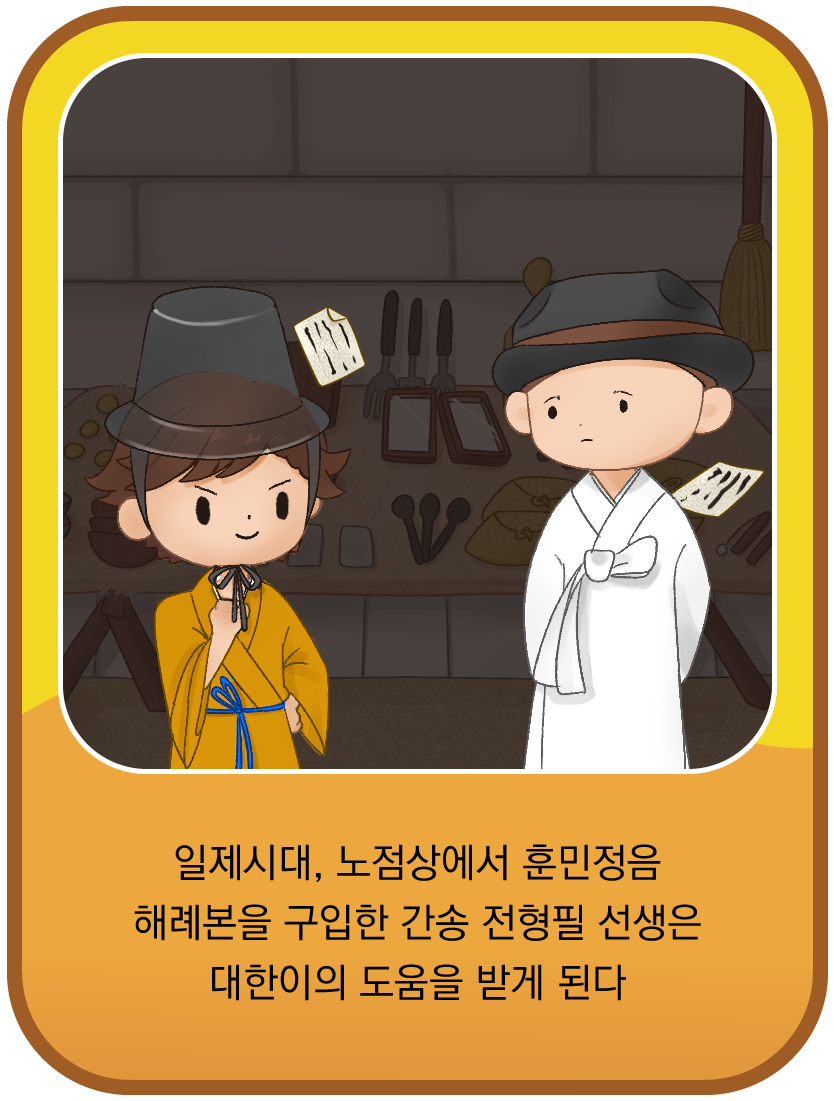 일제시대, 노점상에서 훈민정음
해례본을 구입한 간송 전형필 선생은
대한이의 도움을 받게 된다